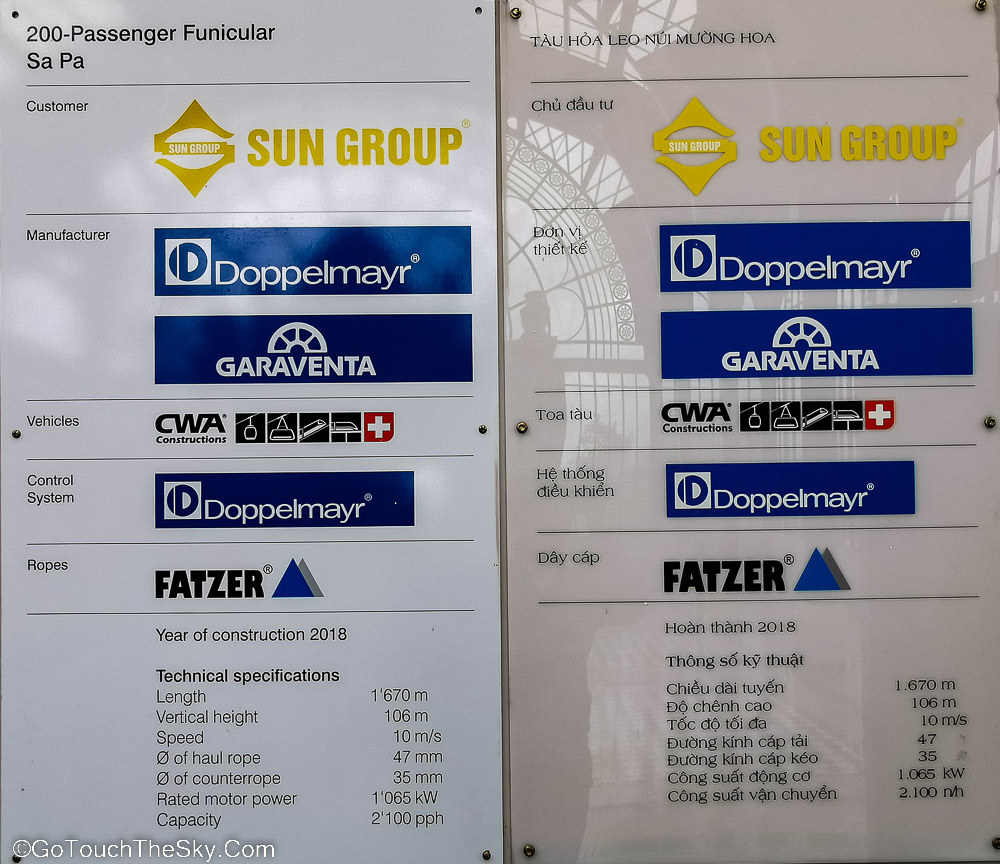 200-Passenger Funicular
Sa Pa
Customer
SUN GROUP
SUN GROUP®
Manufacturer
Doppelmayr®
GARAVENTA
Vehicles
CWA®
Constructions
Control
System
Doppelmayr®
Ropes
FATZER®
Year of construction 2018
Technical specifications
Length 1'670 m
Vertical height 106 m
Speed 10 m/s
Ø of haul rope 47 mm
Ø of counterrope 35 mm
Rated motor power 1'065 kW
Capacity 2'100 pph
TÀU HỎA LEO NÚI MƯỜNG HOA
Chủ đầu tư
SUN GROUP
SUN GROUP®
Đơn vị
thiết kế
Doppelmayr®
GARAVENTA
Toa tàu
CWA®
Constructions
Hệ thống
điều khiển
Doppelmayr®
Dây cáp
FATZER®
Hoàn thành 2018
Thông số kỹ thuật
Chiều dài tuyến 1.670 m
Độ chênh cao 106 m
Tốc độ tối đa 10 m/s
Đường kính cáp tải 47
Đường kính cáp kéo 35
Công suất động cơ 1.065 kW
Công suất vận chuyển 2.100 n/h
©GoTouchTheSky.Com